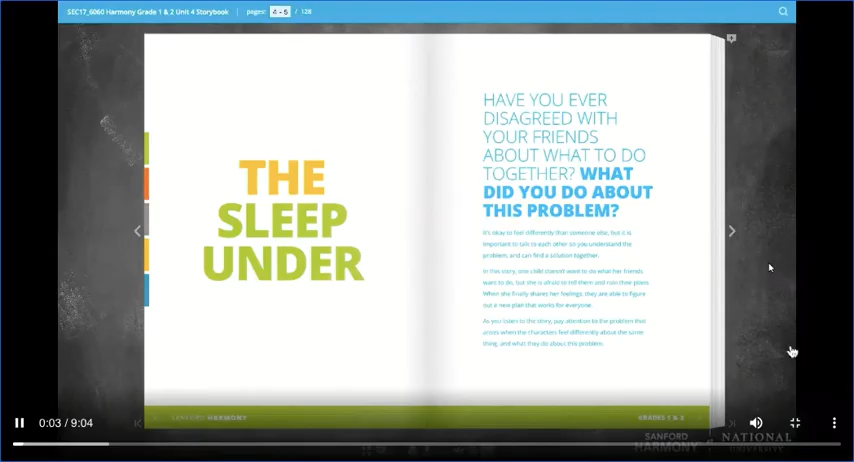 SEC17_6060 Harmony Grade 1 & 2 Unit 4 Storybook | pages: 4 - 5 / 128
THE
SLEEP
UNDER
HAVE YOU EVER
DISAGREED WITH
YOUR FRIENDS
ABOUT WHAT TO DO
TOGETHER? WHAT
DID YOU DO ABOUT
THIS PROBLEM?
It's okay to feel differently than someone else, but it is
important to talk to each other so you understand the
problem, and can find a solution together.
In this story, one child doesn't want to do what her friends
want to do, but she is afraid to tell them and ruin their plans.
When she finally shares her feelings, they are able to figure
out a new plan that works for everyone.
As you listen to the story, pay attention to the problem that
arises when the characters feel differently about the same
thing, and what they do about this problem.
SANFORD HARMONY
GRADES 1 & 2
0:03 / 9:04
SANFORD
HARMONY
at NATIONAL
UNIVERSITY